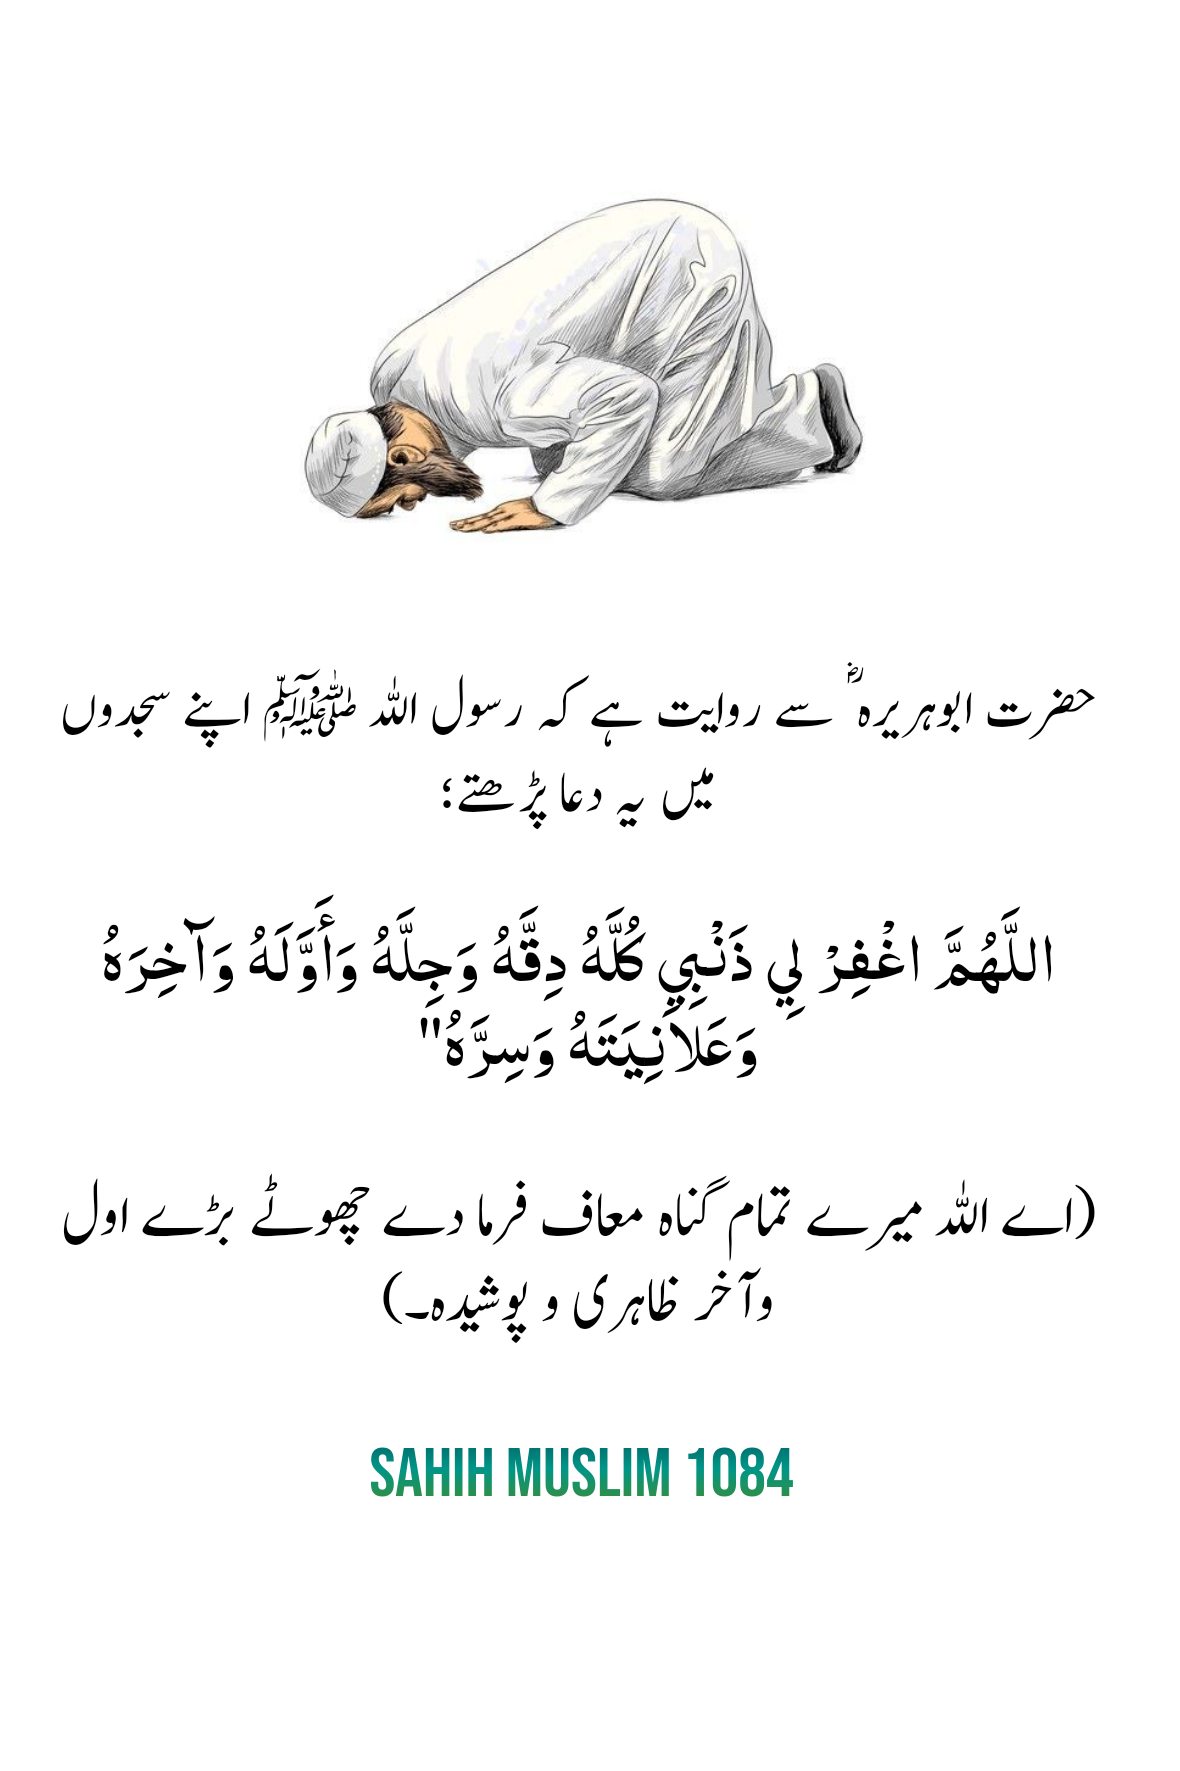 حضرت ابوہریرہؓ سے روایت ہے کہ رسول اللہ ﷺ اپنے سجدوں
میں یہ دعا پڑھتے؛
اللَّهُمَّ اغْفِرْ لِي ذَنْبِي كُلَّهُ دِقَّهُ وَجِلَّهُ وَأَوَّلَهُ وَآخِرَهُ
وَعَلاَنِيَتَهُ وَسِرَّهُ"
(اے اللہ میرے تمام گناہ معاف فرما دے چھوٹے بڑے اول
وآخر ظاہری و پوشیدہ۔)
SAHIH MUSLIM 1084